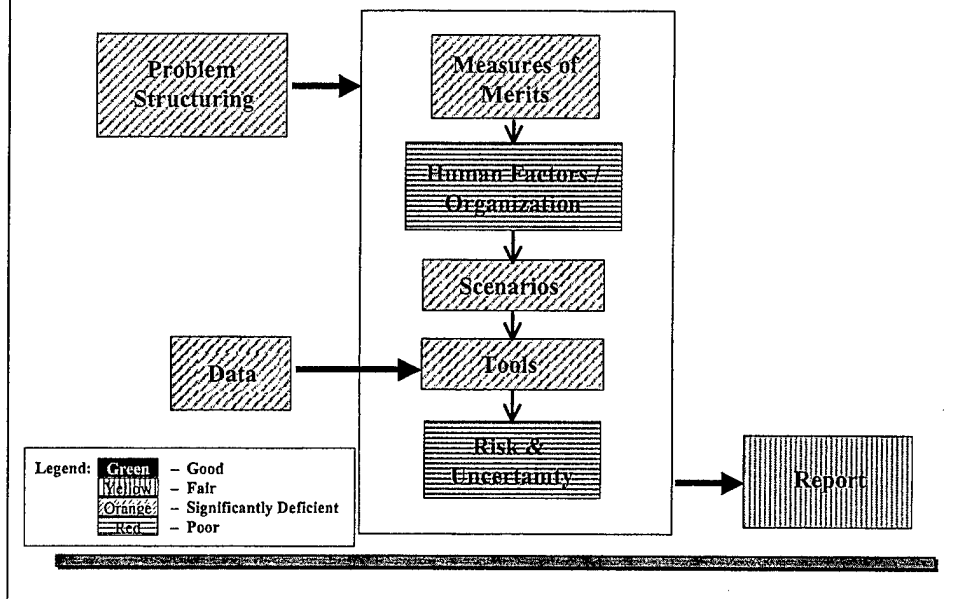 Problem
Structuring
Measures of
Merits
Human Factors /
Organization
Scenarios
Data
Tools
Risk &
Uncertainty
Report
Legend: Green – Good
Yellow – Fair
Orange – Significantly Deficient
Red – Poor